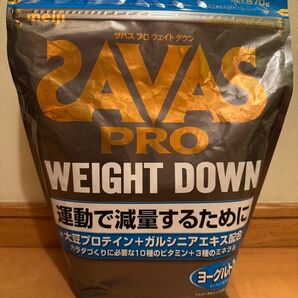 meiji
870g
ザバス プロ ウェイトダウン
SAVAS
PRO
WEIGHT DOWN
運動で減量するために
大豆プロテイン+ガルシニアエキス配合
カラダづくりに必要な10種のビタミン+3種のミネラル
ヨーグルト